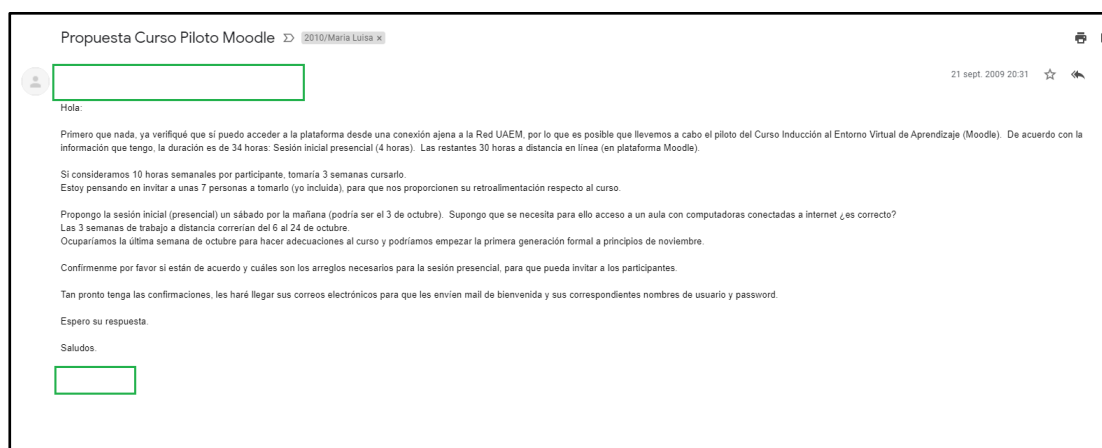 Propuesta Curso Piloto Moodle 2010/Maria Luisa x
21 sept. 2009 20:31
Hola:
Primero que nada, ya verifiqué que sí puedo acceder a la plataforma desde una conexión ajena a la Red UAEM, por lo que es posible que llevemos a cabo el piloto del Curso Inducción al Entorno Virtual de Aprendizaje (Moodle). De acuerdo con la
información que tengo, la duración es de 34 horas: Sesión inicial presencial (4 horas). Las restantes 30 horas a distancia en línea (en plataforma Moodle).
Si consideramos 10 horas semanales por participante, tomaría 3 semanas cursarlo.
Estoy pensando en invitar a unas 7 personas a tomarlo (yo incluida), para que nos proporcionen su retroalimentación respecto al curso.
Propongo la sesión inicial (presencial) un sábado por la mañana (podría ser el 3 de octubre). Supongo que se necesita para ello acceso a un aula con computadoras conectadas a internet ¿es correcto?
Las 3 semanas de trabajo a distancia correrían del 6 al 24 de octubre.
Ocuparíamos la última semana de octubre para hacer adecuaciones al curso y podríamos empezar la primera generación formal a principios de noviembre.
Confírmenme por favor si están de acuerdo y cuáles son los arreglos necesarios para la sesión presencial, para que pueda invitar a los participantes.
Tan pronto tenga las confirmaciones, les haré llegar sus correos electrónicos para que les envíen mail de bienvenida y sus correspondientes nombres de usuario y password.
Espero su respuesta.
Saludos.